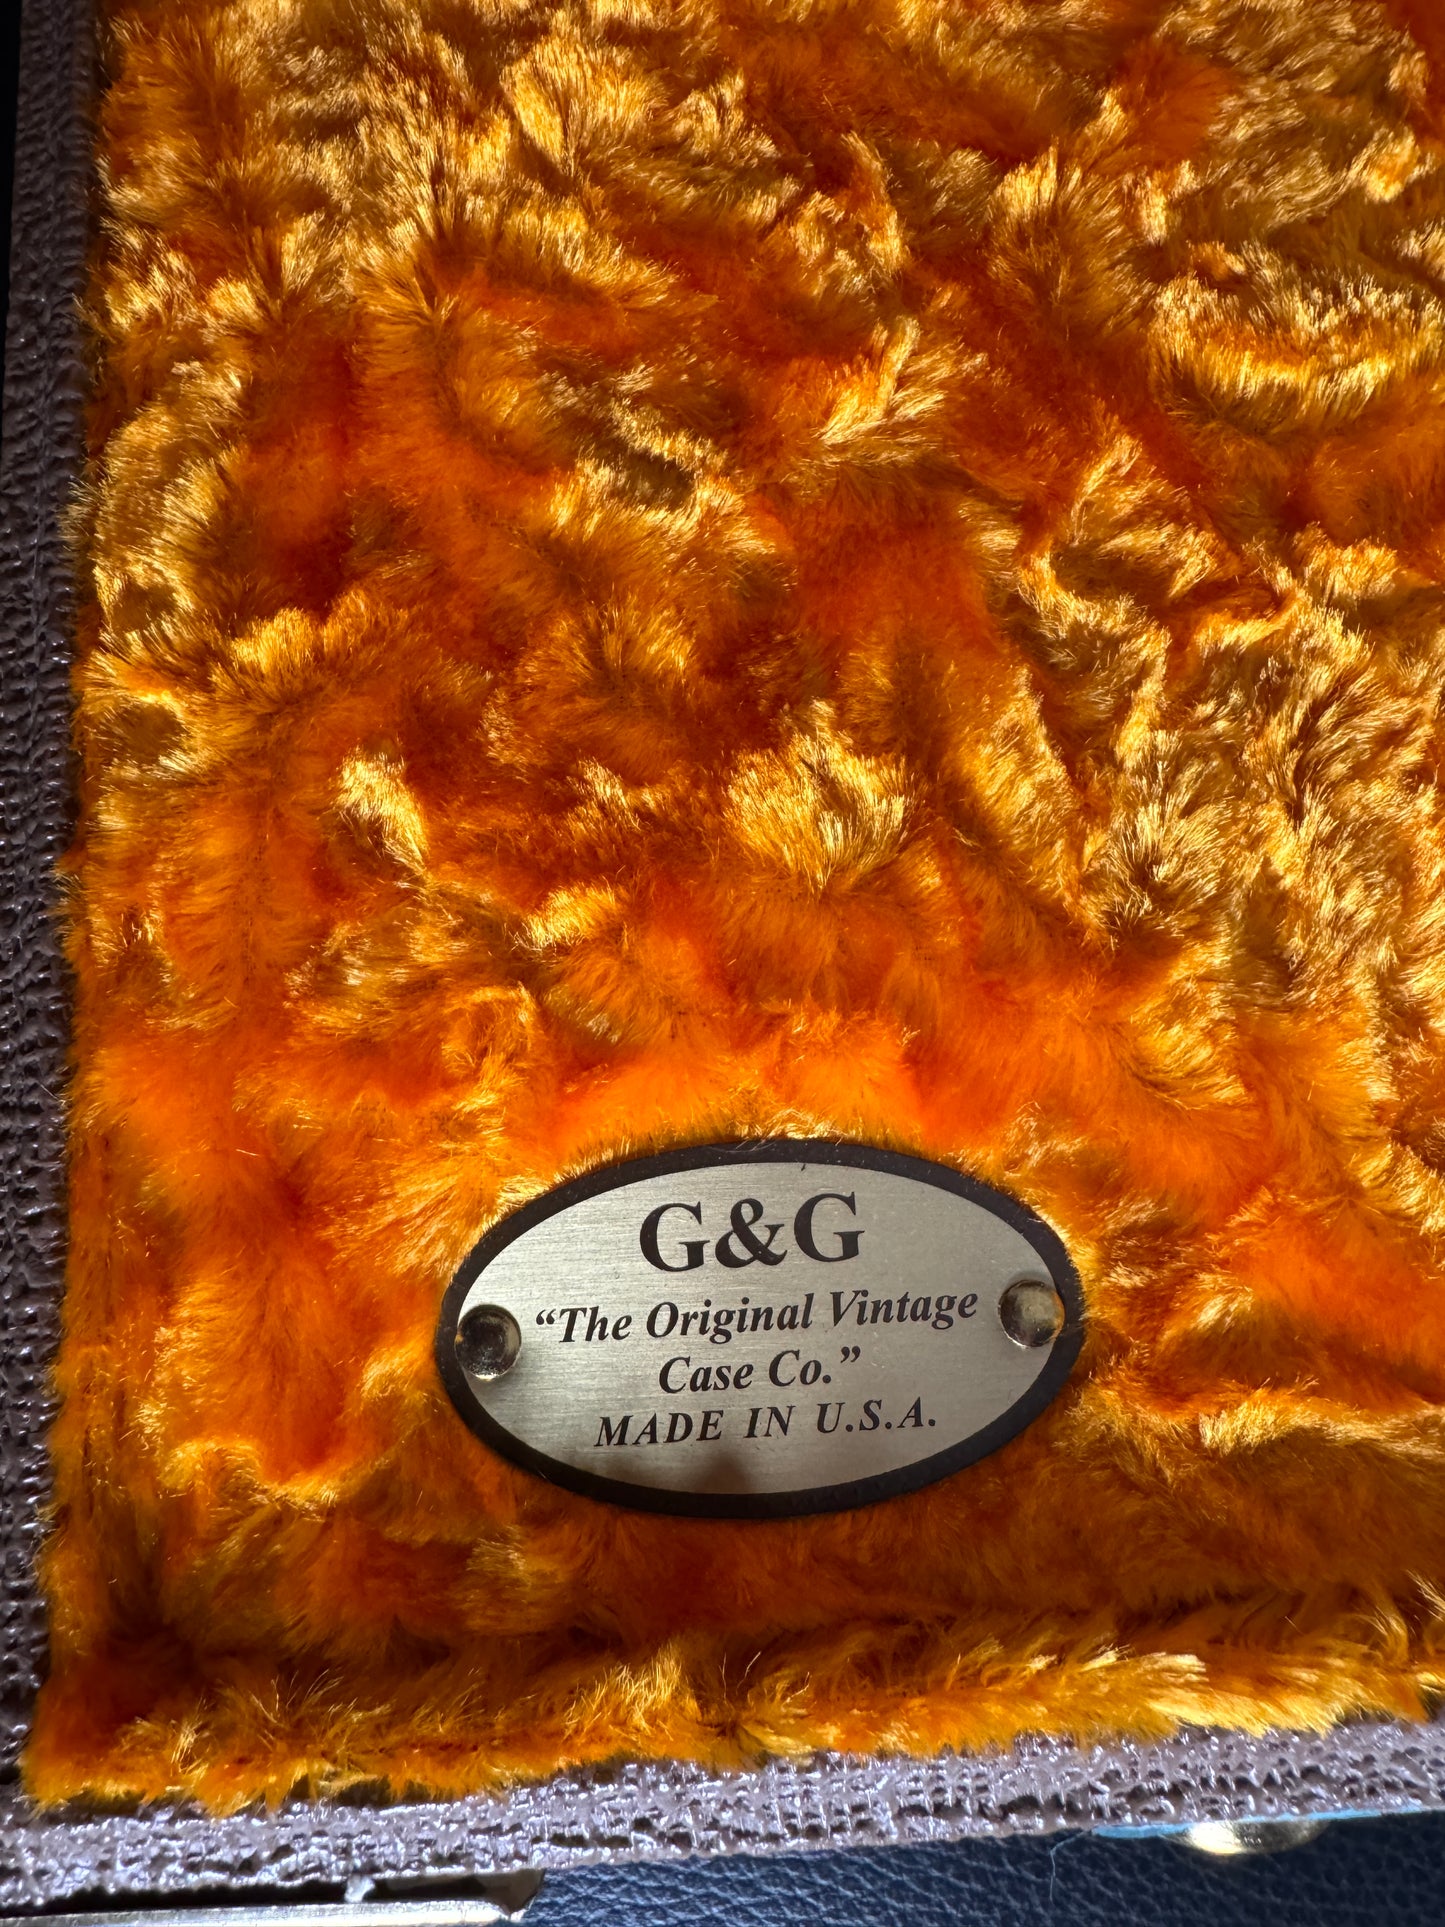 G&G
“The Original Vintage
Case Co.”
MADE IN U.S.A.